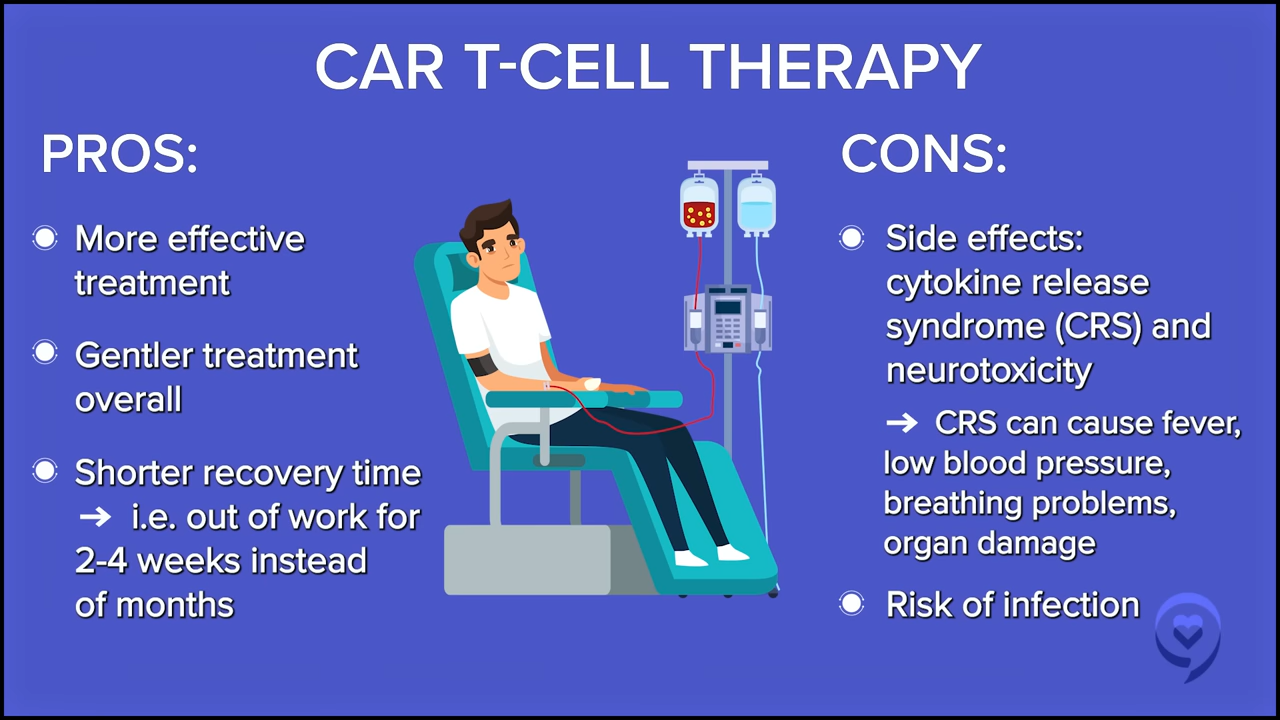 CAR T-CELL THERAPY
PROS:
More effective
treatment
Gentler treatment
overall
Shorter recovery time
→ i.e. out of work for
2-4 weeks instead
of months
CONS:
Side effects:
cytokine release
syndrome (CRS) and
neurotoxicity
→ CRS can cause fever,
low blood pressure,
breathing problems,
organ damage
Risk of infection